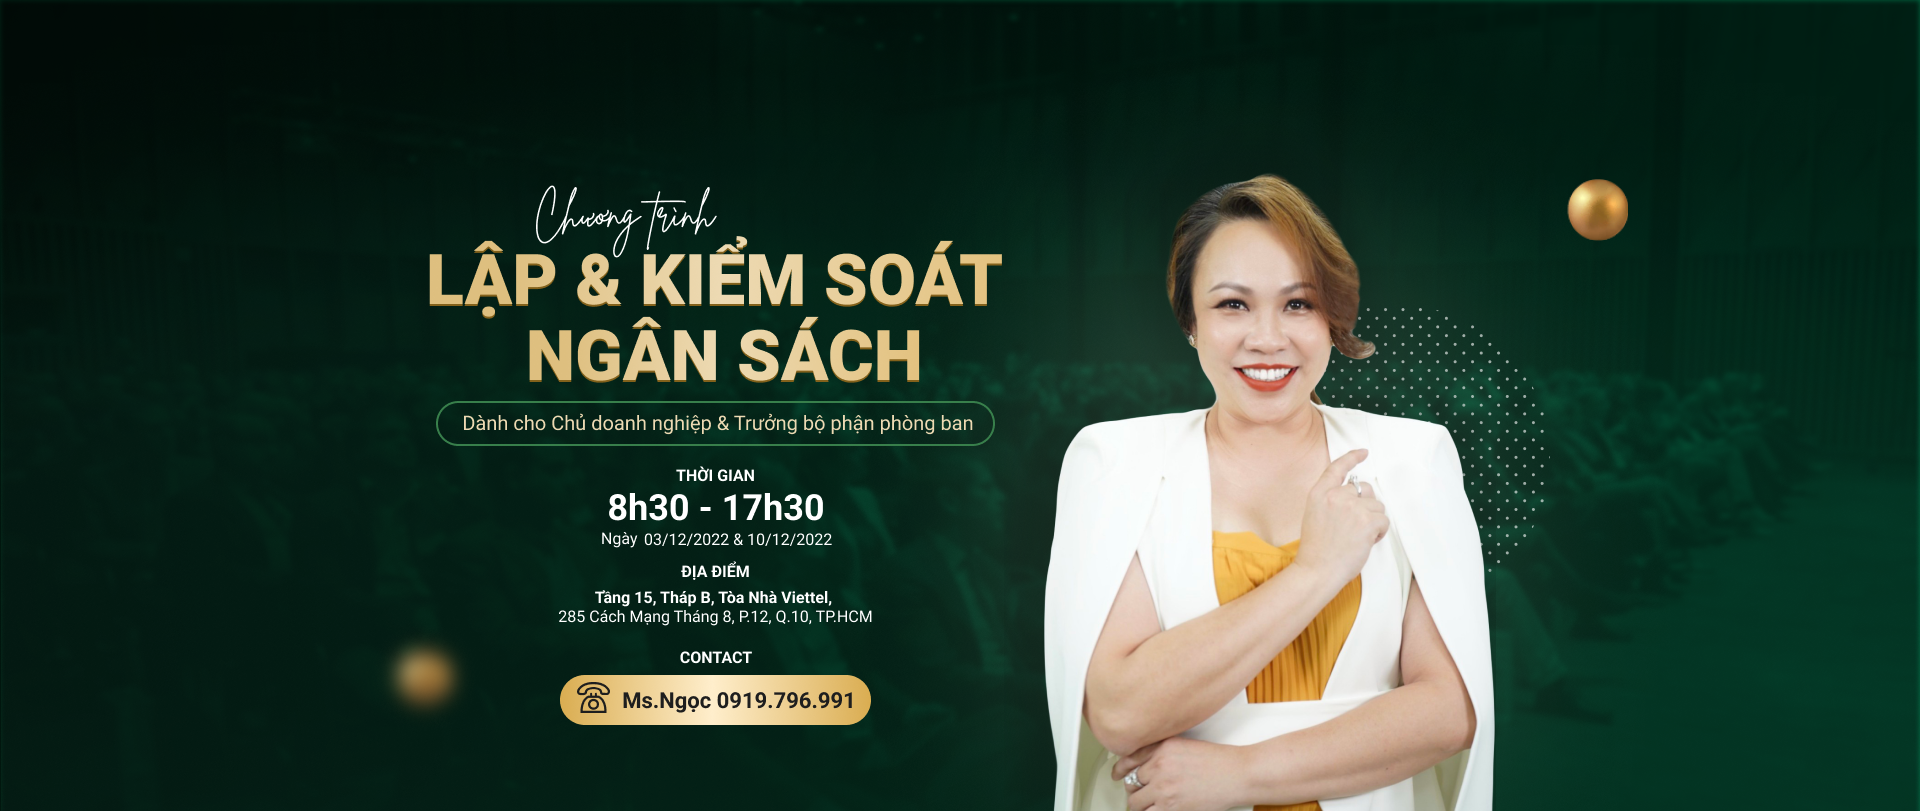 Chương trình
LẬP & KIỂM SOÁT
NGÂN SÁCH
Dành cho Chủ doanh nghiệp & Trưởng bộ phận phòng ban
THỜI GIAN
8h30 - 17h30
Ngày 03/12/2022 & 10/12/2022
ĐỊA ĐIỂM
Tầng 15, Tháp B, Tòa Nhà Viettel,
285 Cách Mạng Tháng 8, P.12, Q.10, TP.HCM
CONTACT
Ms.Ngọc 0919.796.991